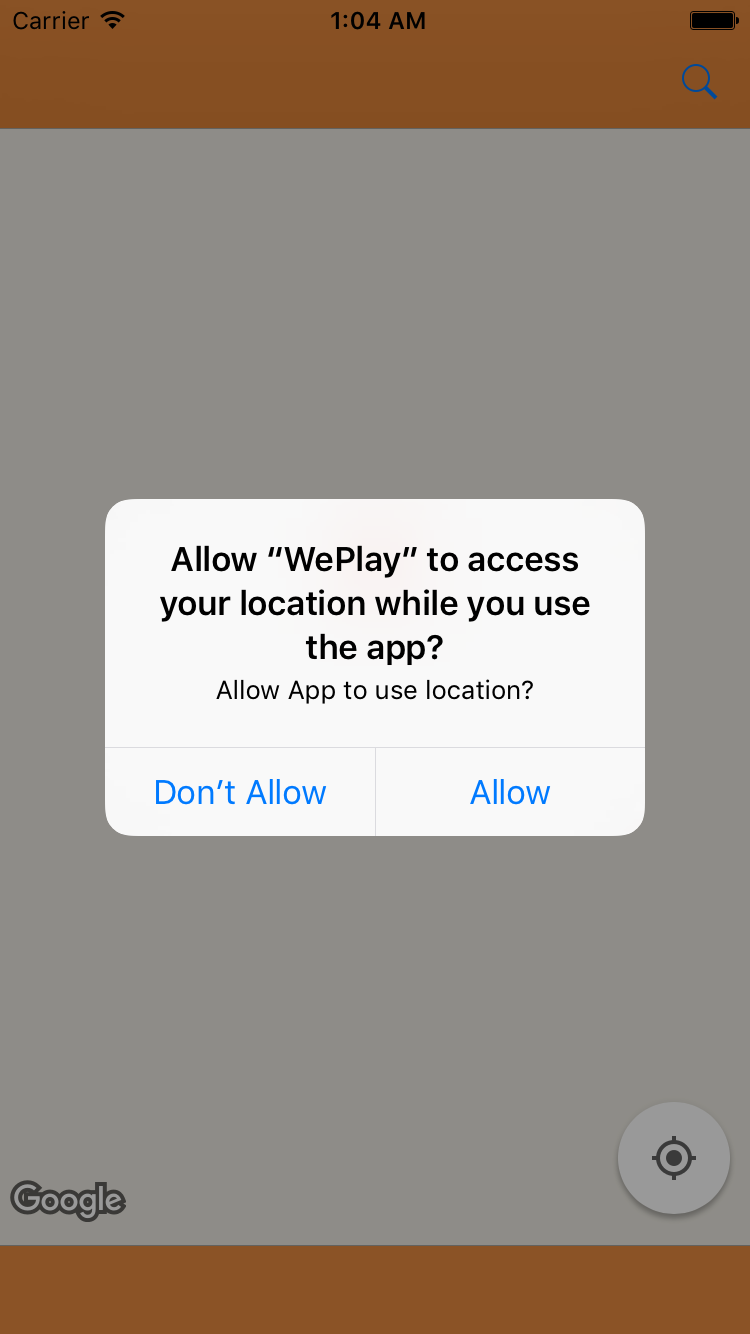 Carrier 1:04 AM
Allow “WePlay” to access
your location while you use
the app?
Allow App to use location?
Don’t Allow Allow
Google